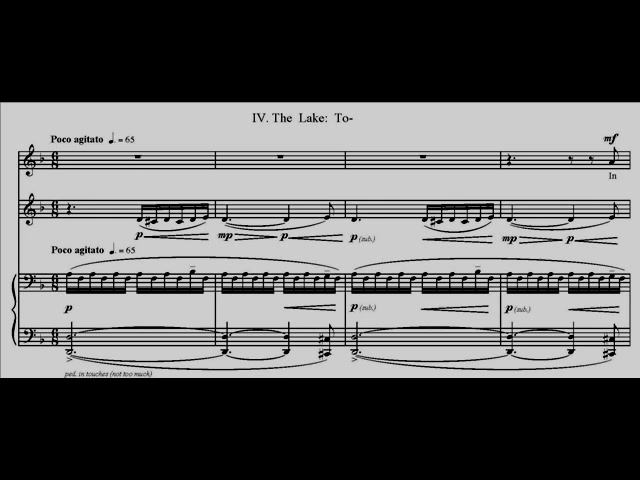 IV. The Lake: To-
Poco agitato ♩. = 65
mf
In
p mp p p (sub.) mp p
Poco agitato ♩. = 65
p p (sub.) p (sub.)
ped. in touches (not too much)